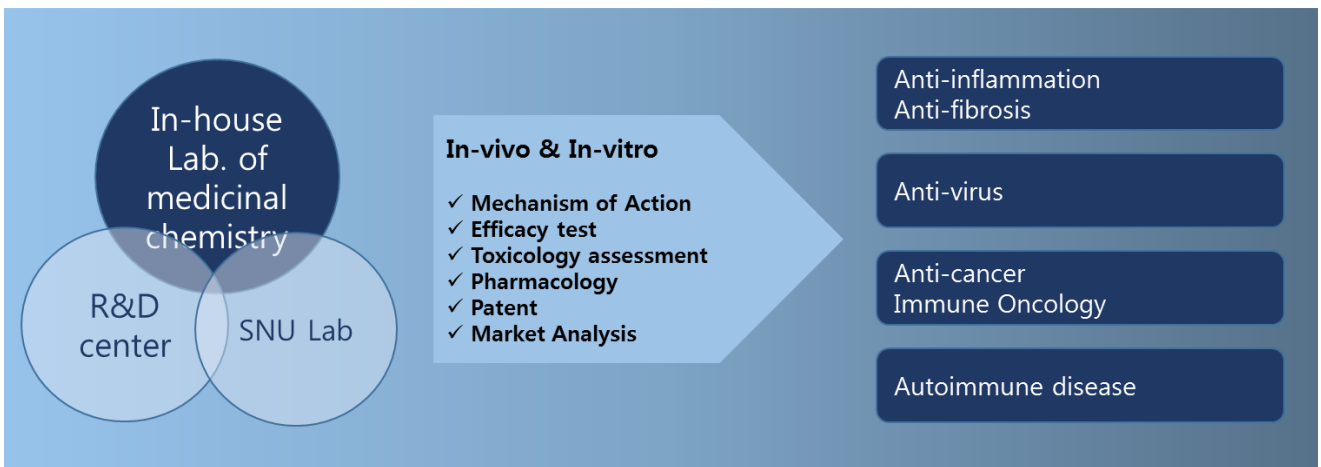 In-house
Lab. of
medicinal
chemistry
R&D
center
SNU Lab
In-vivo & In-vitro
✓ Mechanism of Action
✓ Efficacy test
✓ Toxicology assessment
✓ Pharmacology
✓ Patent
✓ Market Analysis
Anti-inflammation
Anti-fibrosis
Anti-virus
Anti-cancer
Immune Oncology
Autoimmune disease